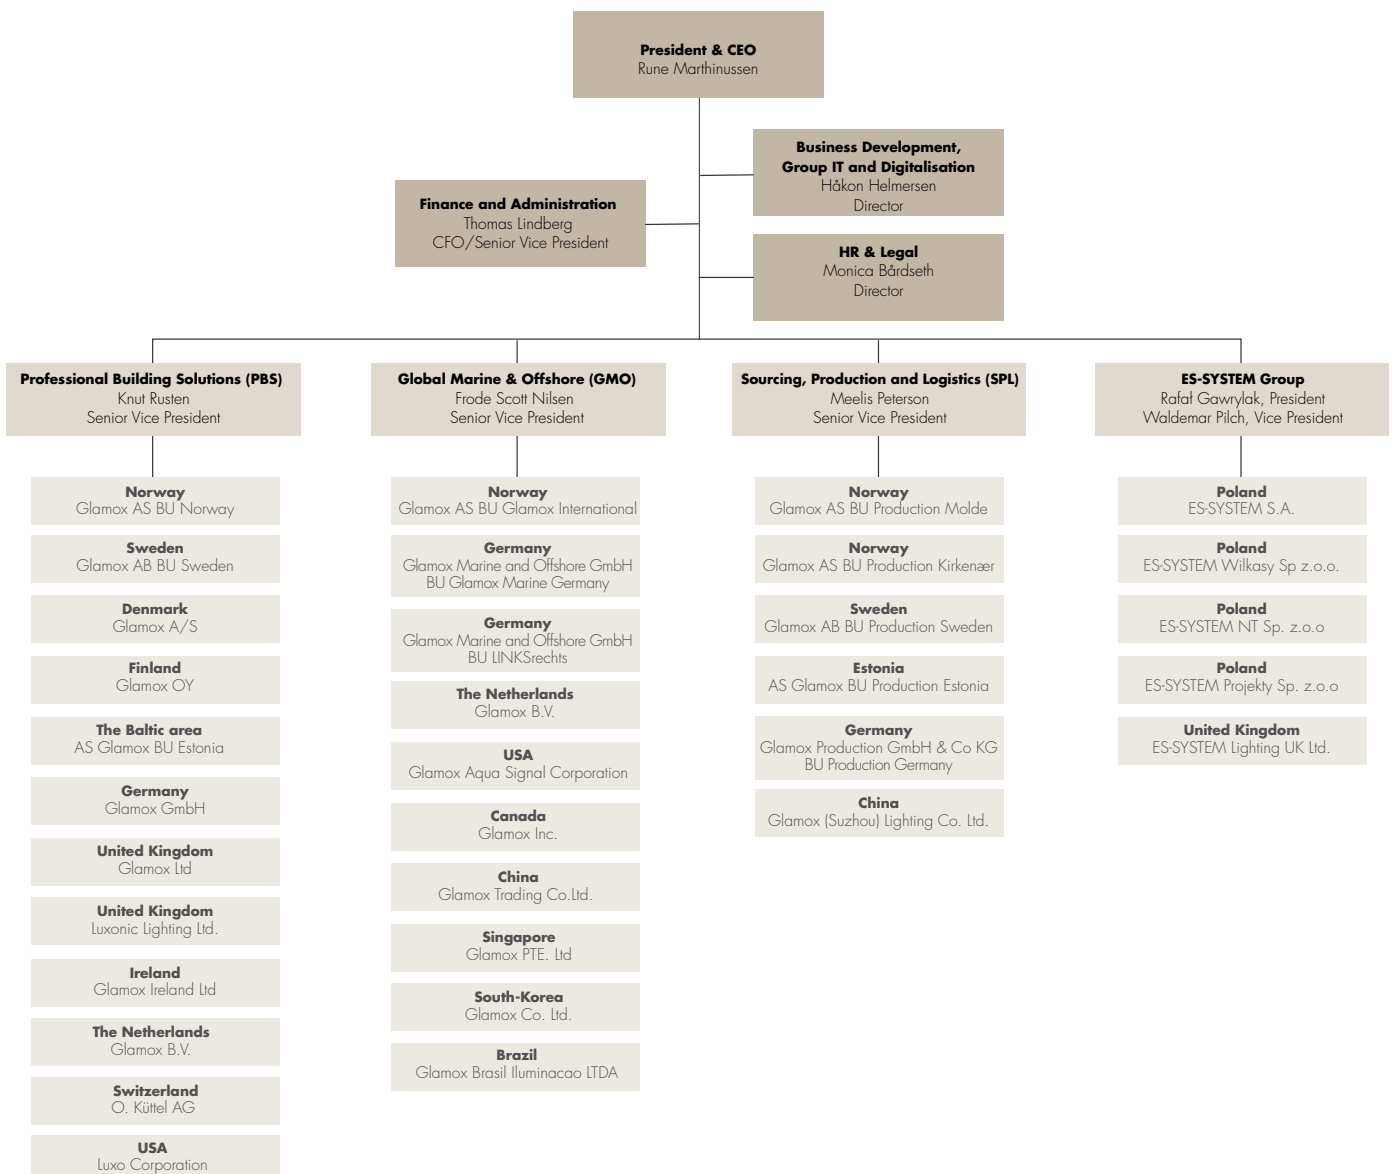 President & CEO
Rune Marthinussen
Business Development,
Group IT and Digitalisation
Håkon Helmersen
Director
Finance and Administration
Thomas Lindberg
CFO/Senior Vice President
HR & Legal
Monica Bårdseth
Director
Professional Building Solutions (PBS)
Knut Rusten
Senior Vice President
Norway
Glamox AS BU Norway
Sweden
Glamox AB BU Sweden
Denmark
Glamox A/S
Finland
Glamox OY
The Baltic area
AS Glamox BU Estonia
Germany
Glamox GmbH
United Kingdom
Glamox Ltd
United Kingdom
Luxonic Lighting Ltd.
Ireland
Glamox Ireland Ltd
The Netherlands
Glamox B.V.
Switzerland
O. Küttel AG
USA
Luxo Corporation
Global Marine & Offshore (GMO)
Frode Scott Nilsen
Senior Vice President
Norway
Glamox AS BU Glamox International
Germany
Glamox Marine and Offshore GmbH
BU Glamox Marine Germany
Germany
Glamox Marine and Offshore GmbH
BU LINKSrechts
The Netherlands
Glamox B.V.
USA
Glamox Aqua Signal Corporation
Canada
Glamox Inc.
China
Glamox Trading Co.Ltd.
Singapore
Glamox PTE. Ltd
South-Korea
Glamox Co. Ltd.
Brazil
Glamox Brasil Iluminacao LTDA
Sourcing, Production and Logistics (SPL)
Meelis Peterson
Senior Vice President
Norway
Glamox AS BU Production Molde
Norway
Glamox AS BU Production Kirkenær
Sweden
Glamox AB BU Production Sweden
Estonia
AS Glamox BU Production Estonia
Germany
Glamox Production GmbH & Co KG
BU Production Germany
China
Glamox (Suzhou) Lighting Co. Ltd.
ES-SYSTEM Group
Rafał Gawrylak, President
Waldemar Pilch, Vice President
Poland
ES-SYSTEM S.A.
Poland
ES-SYSTEM Wilkasy Sp z.o.o.
Poland
ES-SYSTEM NT Sp. z.o.o
Poland
ES-SYSTEM Projekty Sp. z.o.o
United Kingdom
ES-SYSTEM Lighting UK Ltd.